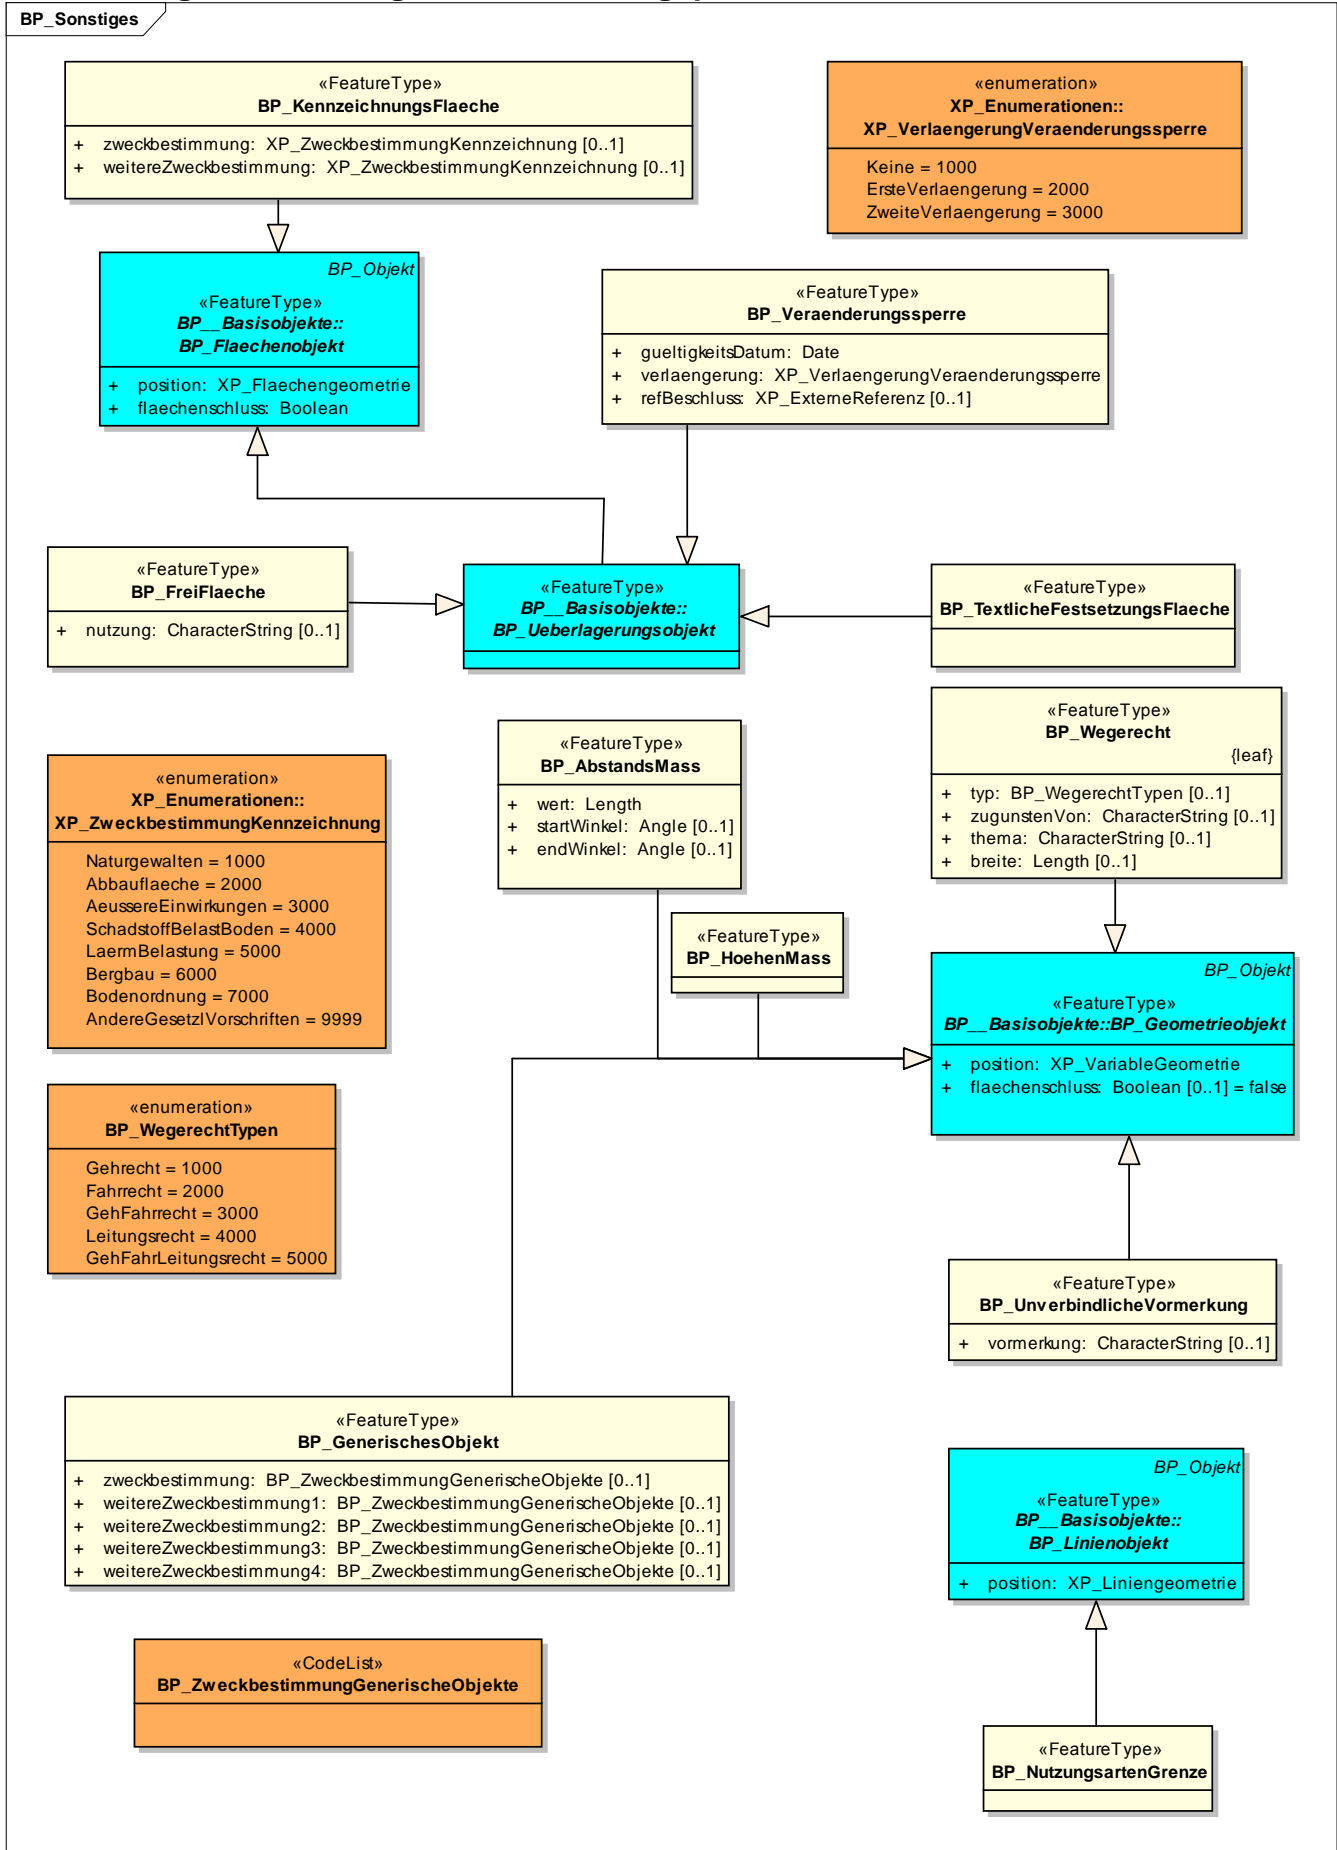 BP_Sonstiges
«FeatureType»
BP_KennzeichnungsFlaeche
+ zweckbestimmung: XP_ZweckbestimmungKennzeichnung [0..1]
+ weitereZweckbestimmung: XP_ZweckbestimmungKennzeichnung [0..1]
«enumeration»
XP_Enumerationen::
XP_VerlaengerungVeraenderungssperre
Keine = 1000
ErsteVerlaengerung = 2000
ZweiteVerlaengerung = 3000
BP_Objekt
«FeatureType»
BP__Basisobjekte::
BP_Flaechenobjekt
+ position: XP_Flaechengeometrie
+ flaechenschluss: Boolean
«FeatureType»
BP_Veraenderungssperre
+ gueltigkeitsDatum: Date
+ verlaengerung: XP_VerlaengerungVeraenderungssperre
+ refBeschluss: XP_ExterneReferenz [0..1]
«FeatureType»
BP_FreiFlaeche
+ nutzung: CharacterString [0..1]
«FeatureType»
BP__Basisobjekte::
BP_Ueberlagerungsobjekt
«FeatureType»
BP_TextlicheFestsetzungsFlaeche
«FeatureType»
BP_Wegerecht
{leaf}
+ typ: BP_WegerechtTypen [0..1]
+ zugunstenVon: CharacterString [0..1]
+ thema: CharacterString [0..1]
+ breite: Length [0..1]
«FeatureType»
BP_AbstandsMass
+ wert: Length
+ startWinkel: Angle [0..1]
+ endWinkel: Angle [0..1]
«enumeration»
XP_Enumerationen::
XP_ZweckbestimmungKennzeichnung
Naturgewalten = 1000
Abbauflaeche = 2000
AeussereEinwirkungen = 3000
SchadstoffBelastBoden = 4000
LaermBelastung = 5000
Bergbau = 6000
Bodenordnung = 7000
AndereGesetzlVorschriften = 9999
«FeatureType»
BP_HoehenMass
BP_Objekt
«FeatureType»
BP__Basisobjekte::BP_Geometrieobjekt
+ position: XP_VariableGeometrie
+ flaechenschluss: Boolean [0..1] = false
«enumeration»
BP_WegerechtTypen
Gehrecht = 1000
Fahrrecht = 2000
GehFahrrecht = 3000
Leitungsrecht = 4000
GehFahrLeitungsrecht = 5000
«FeatureType»
BP_UnverbindlicheVormerkung
+ vormerkung: CharacterString [0..1]
«FeatureType»
BP_GenerischesObjekt
+ zweckbestimmung: BP_ZweckbestimmungGenerischeObjekte [0..1]
+ weitereZweckbestimmung1: BP_ZweckbestimmungGenerischeObjekte [0..1]
+ weitereZweckbestimmung2: BP_ZweckbestimmungGenerischeObjekte [0..1]
+ weitereZweckbestimmung3: BP_ZweckbestimmungGenerischeObjekte [0..1]
+ weitereZweckbestimmung4: BP_ZweckbestimmungGenerischeObjekte [0..1]
BP_Objekt
«FeatureType»
BP__Basisobjekte::
BP_Linienobjekt
+ position: XP_Liniengeometrie
«CodeList»
BP_ZweckbestimmungGenerischeObjekte
«FeatureType»
BP_NutzungsartenGrenze